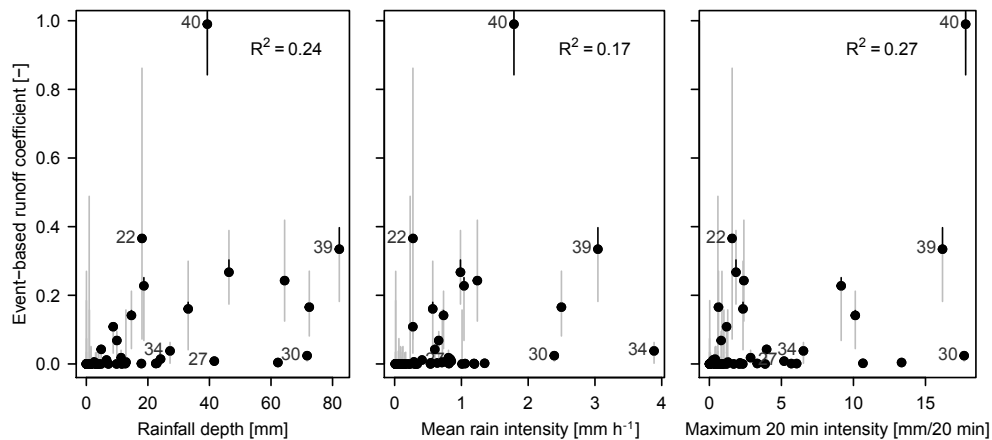 Event-based runoff coefficient [−]
1.0
0.8
0.6
0.4
0.2
0.0
40
R² = 0.24
22
39
34
27
30
0 20 40 60 80
Rainfall depth [mm]
40
R² = 0.17
22
39
27
30
34
0 1 2 3 4
Mean rain intensity [mm h⁻¹]
40
R² = 0.27
22
39
27
34
30
0 5 10 15
Maximum 20 min intensity [mm/20 min]